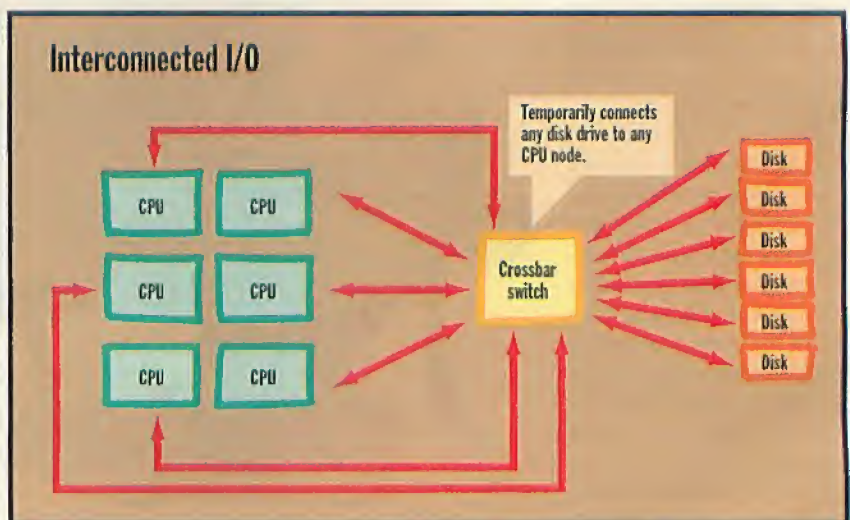 Interconnected I/O
Temporarily connects
any disk drive to any
CPU node.
CPU
CPU
CPU
CPU
CPU
CPU
Crossbar
switch
Disk
Disk
Disk
Disk
Disk
Disk